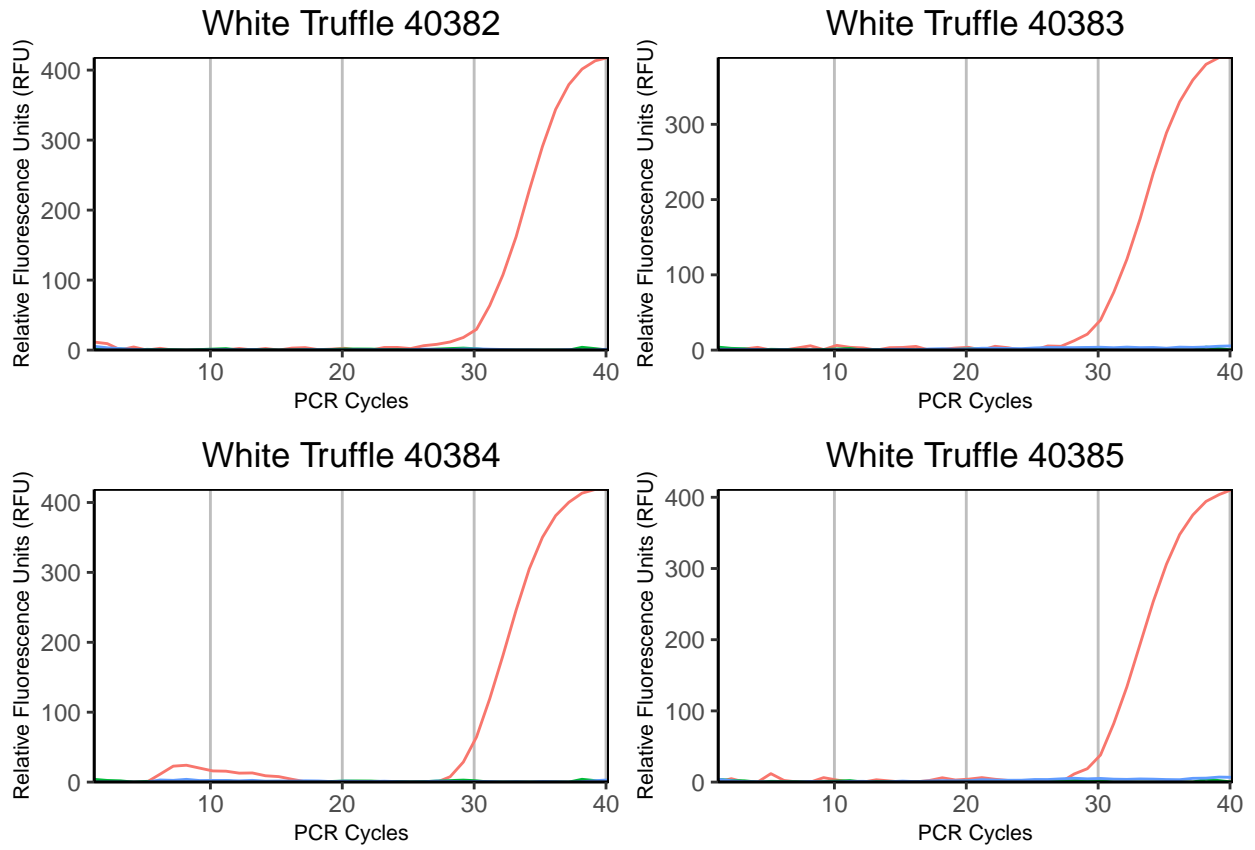 White Truffle 40382
Relative Fluorescence Units (RFU)
400
300
200
100
0
10
20
30
40
PCR Cycles
White Truffle 40383
Relative Fluorescence Units (RFU)
300
200
100
0
10
20
30
40
PCR Cycles
White Truffle 40384
Relative Fluorescence Units (RFU)
400
300
200
100
0
10
20
30
40
PCR Cycles
White Truffle 40385
Relative Fluorescence Units (RFU)
400
300
200
100
0
10
20
30
40
PCR Cycles